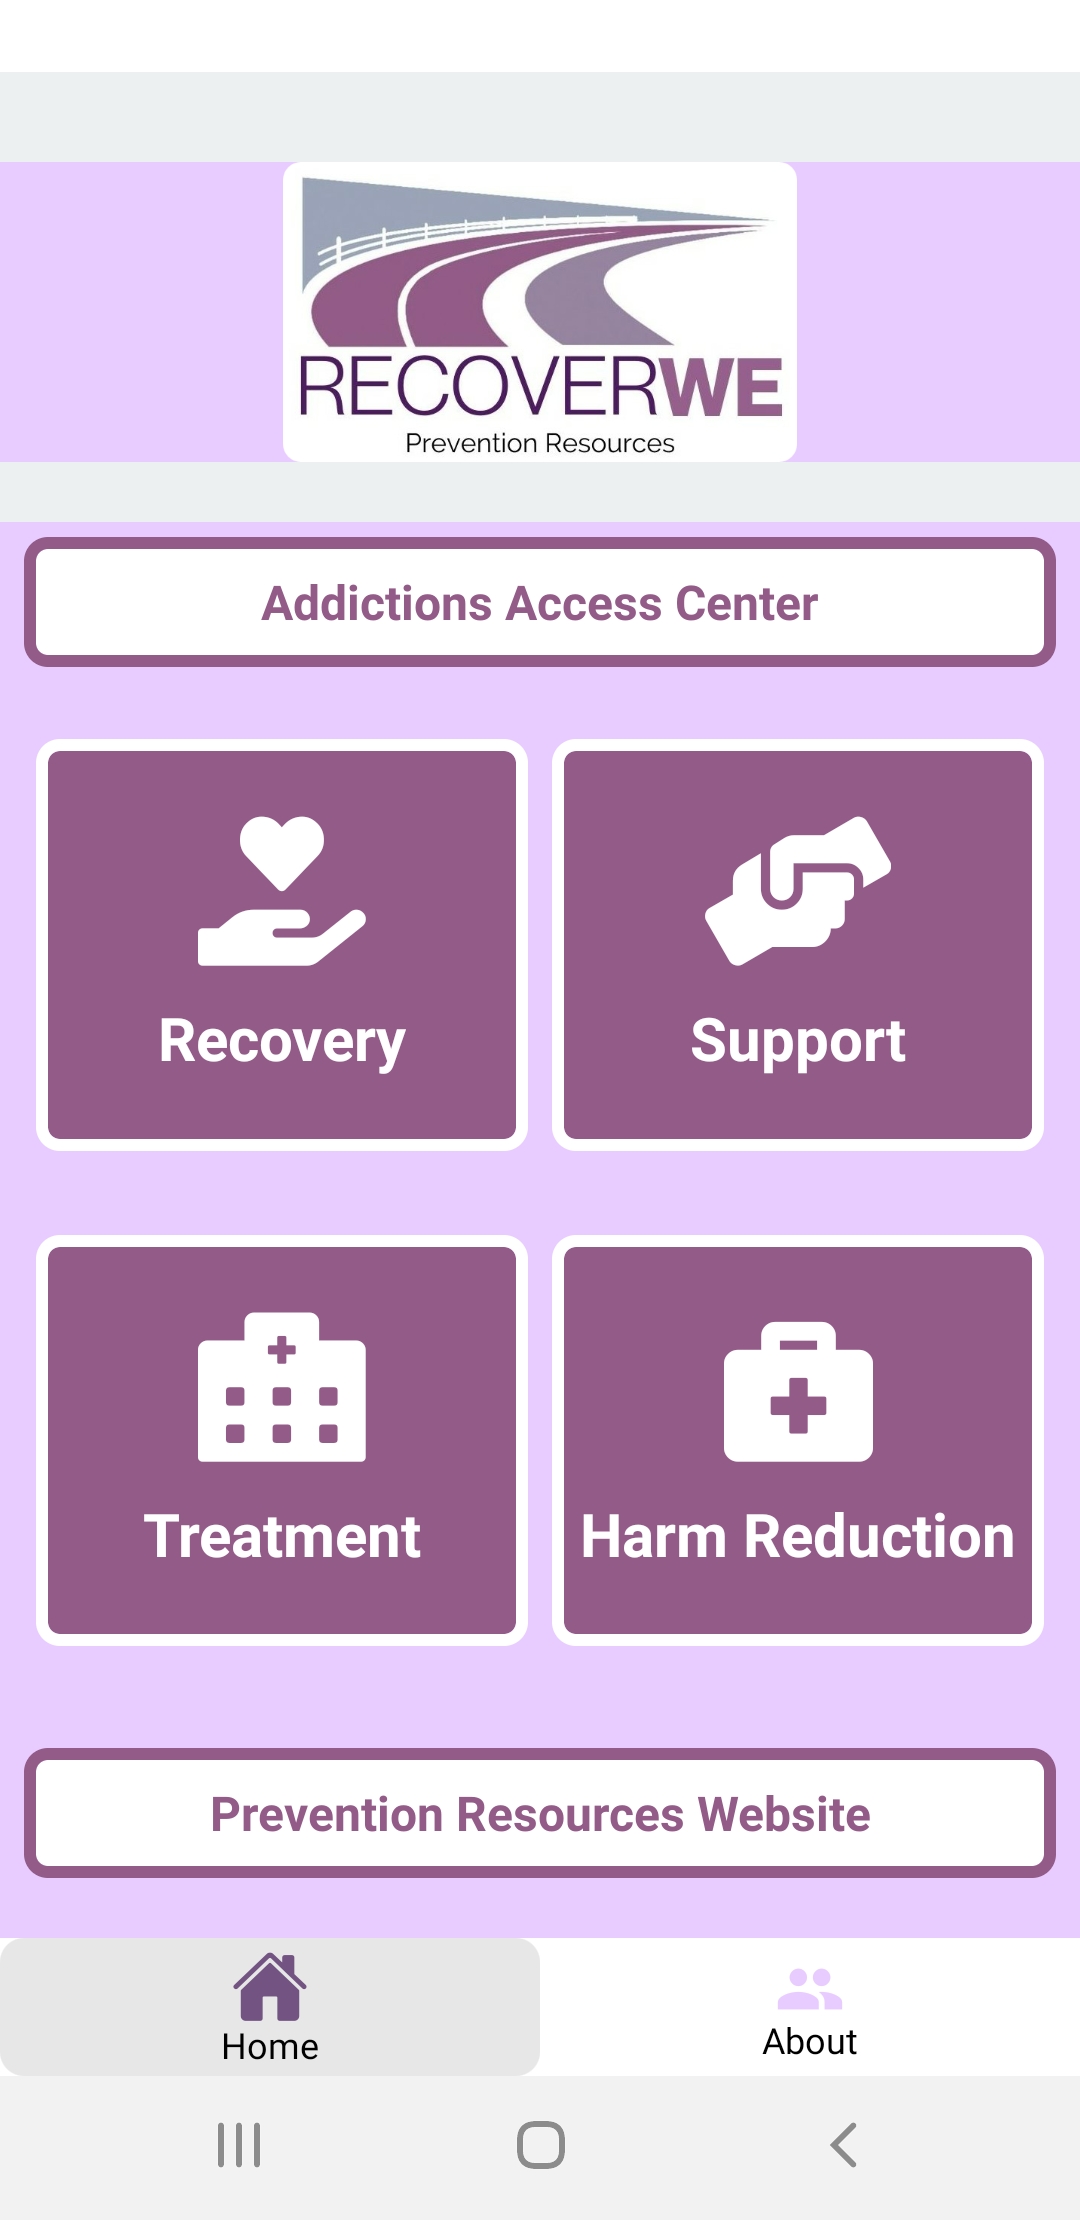 RECOVERWE
Prevention Resources
Addictions Access Center
Recovery
Support
Treatment
Harm Reduction
Prevention Resources Website
Home
About